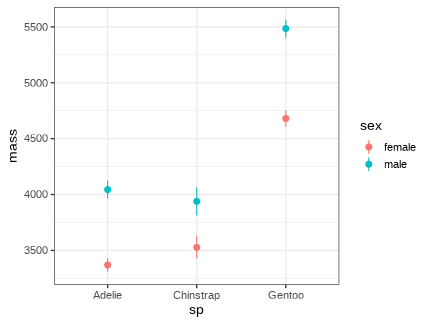 5500
5000
4500
4000
3500
mass
Adelie
Chinstrap
Gentoo
sp
sex
female
male